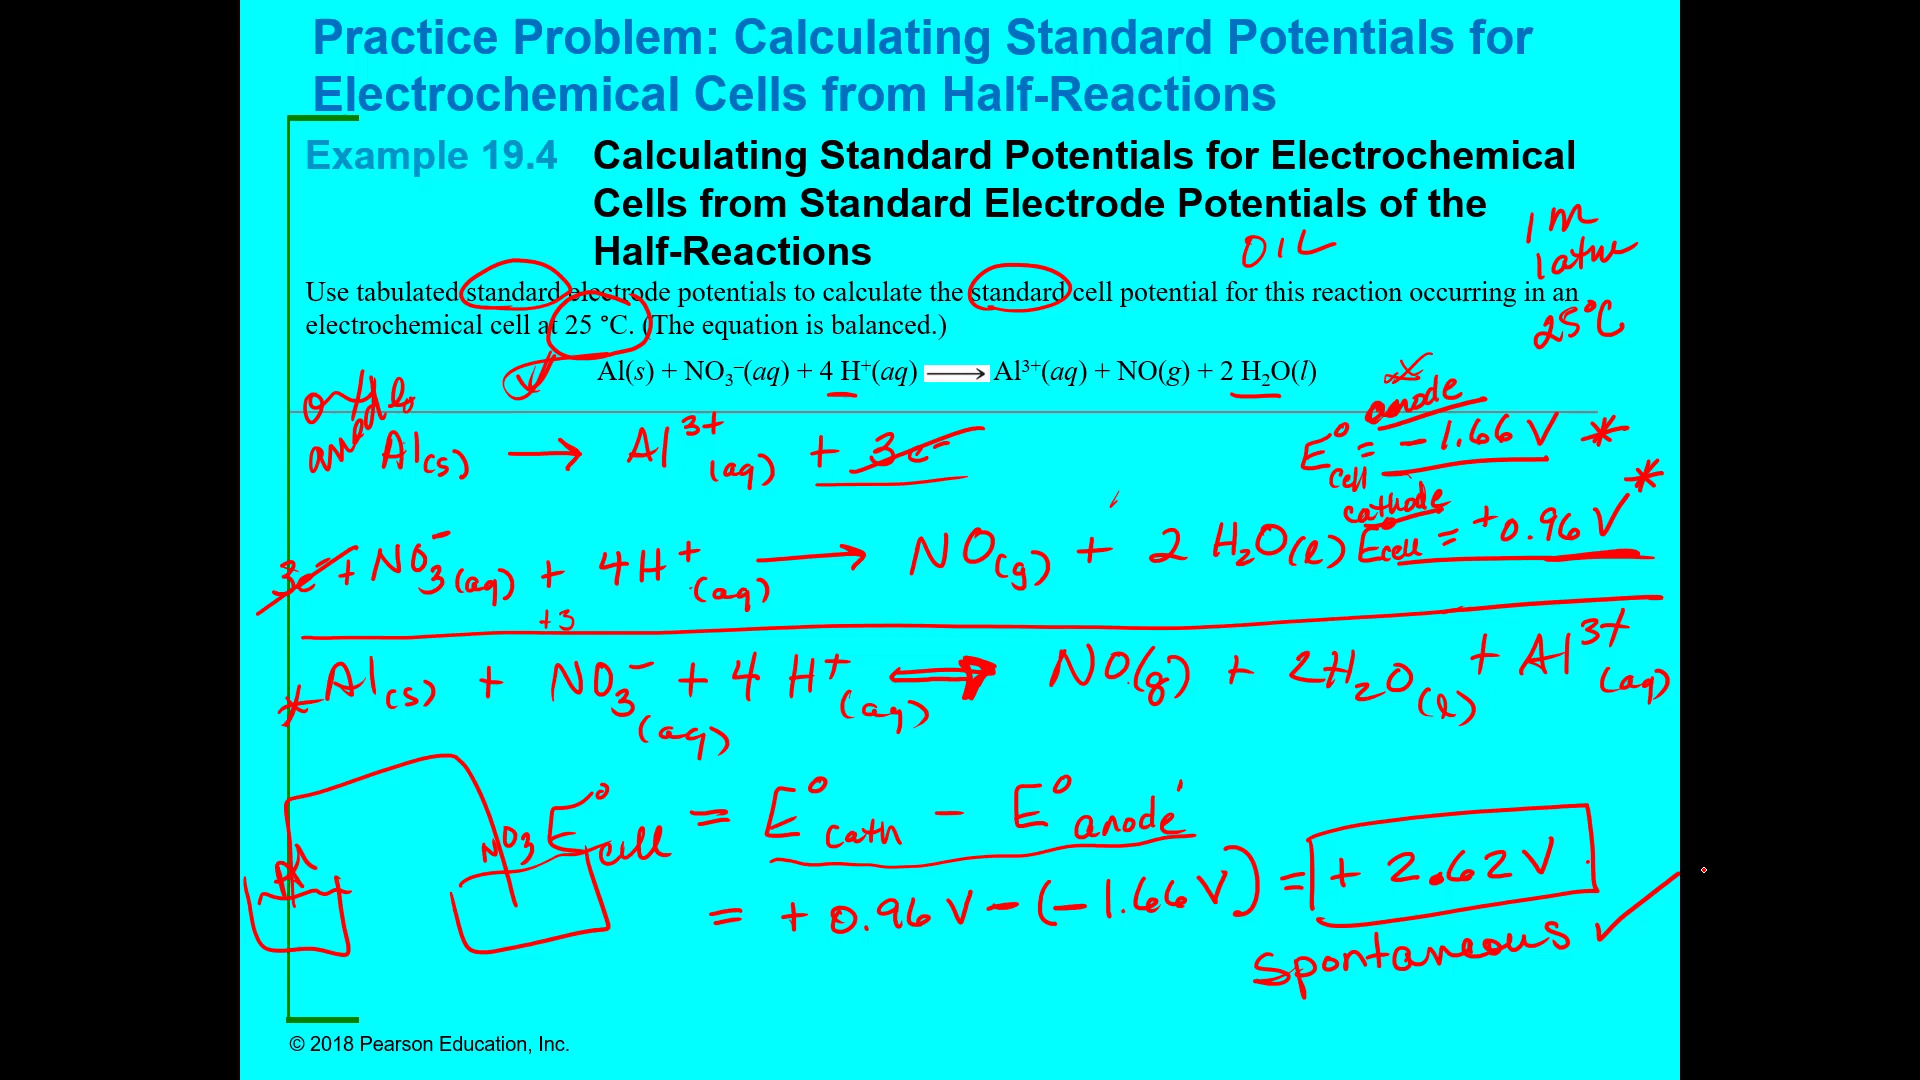 Practice Problem: Calculating Standard Potentials for
Electrochemical Cells from Half-Reactions
Example 19.4 Calculating Standard Potentials for Electrochemical
Cells from Standard Electrode Potentials of the
Half-Reactions
OIL
1 M
1 atm
25°C
Use tabulated standard electrode potentials to calculate the standard cell potential for this reaction occurring in an
electrochemical cell at 25 °C. (The equation is balanced.)
Al(s) + NO₃⁻(aq) + 4 H⁺(aq) ⟶ Al³⁺(aq) + NO(g) + 2 H₂O(l)
anode
Al(s) → Al³⁺(aq) + 3e⁻ E°cell = −1.66 V *
anode
cathode
3e⁻ + NO₃⁻(aq) + 4H⁺(aq) → NO(g) + 2 H₂O(l) Ecell = +0.96 V *
+3
* Al(s) + NO₃⁻(aq) + 4 H⁺(aq) ⇌ NO(g) + 2H₂O(l) + Al³⁺(aq)
Al
NO₃
E°cell = E°cath − E°anode
= +0.96 V − (−1.66 V) = +2.62 V
Spontaneous ✓
© 2018 Pearson Education, Inc.